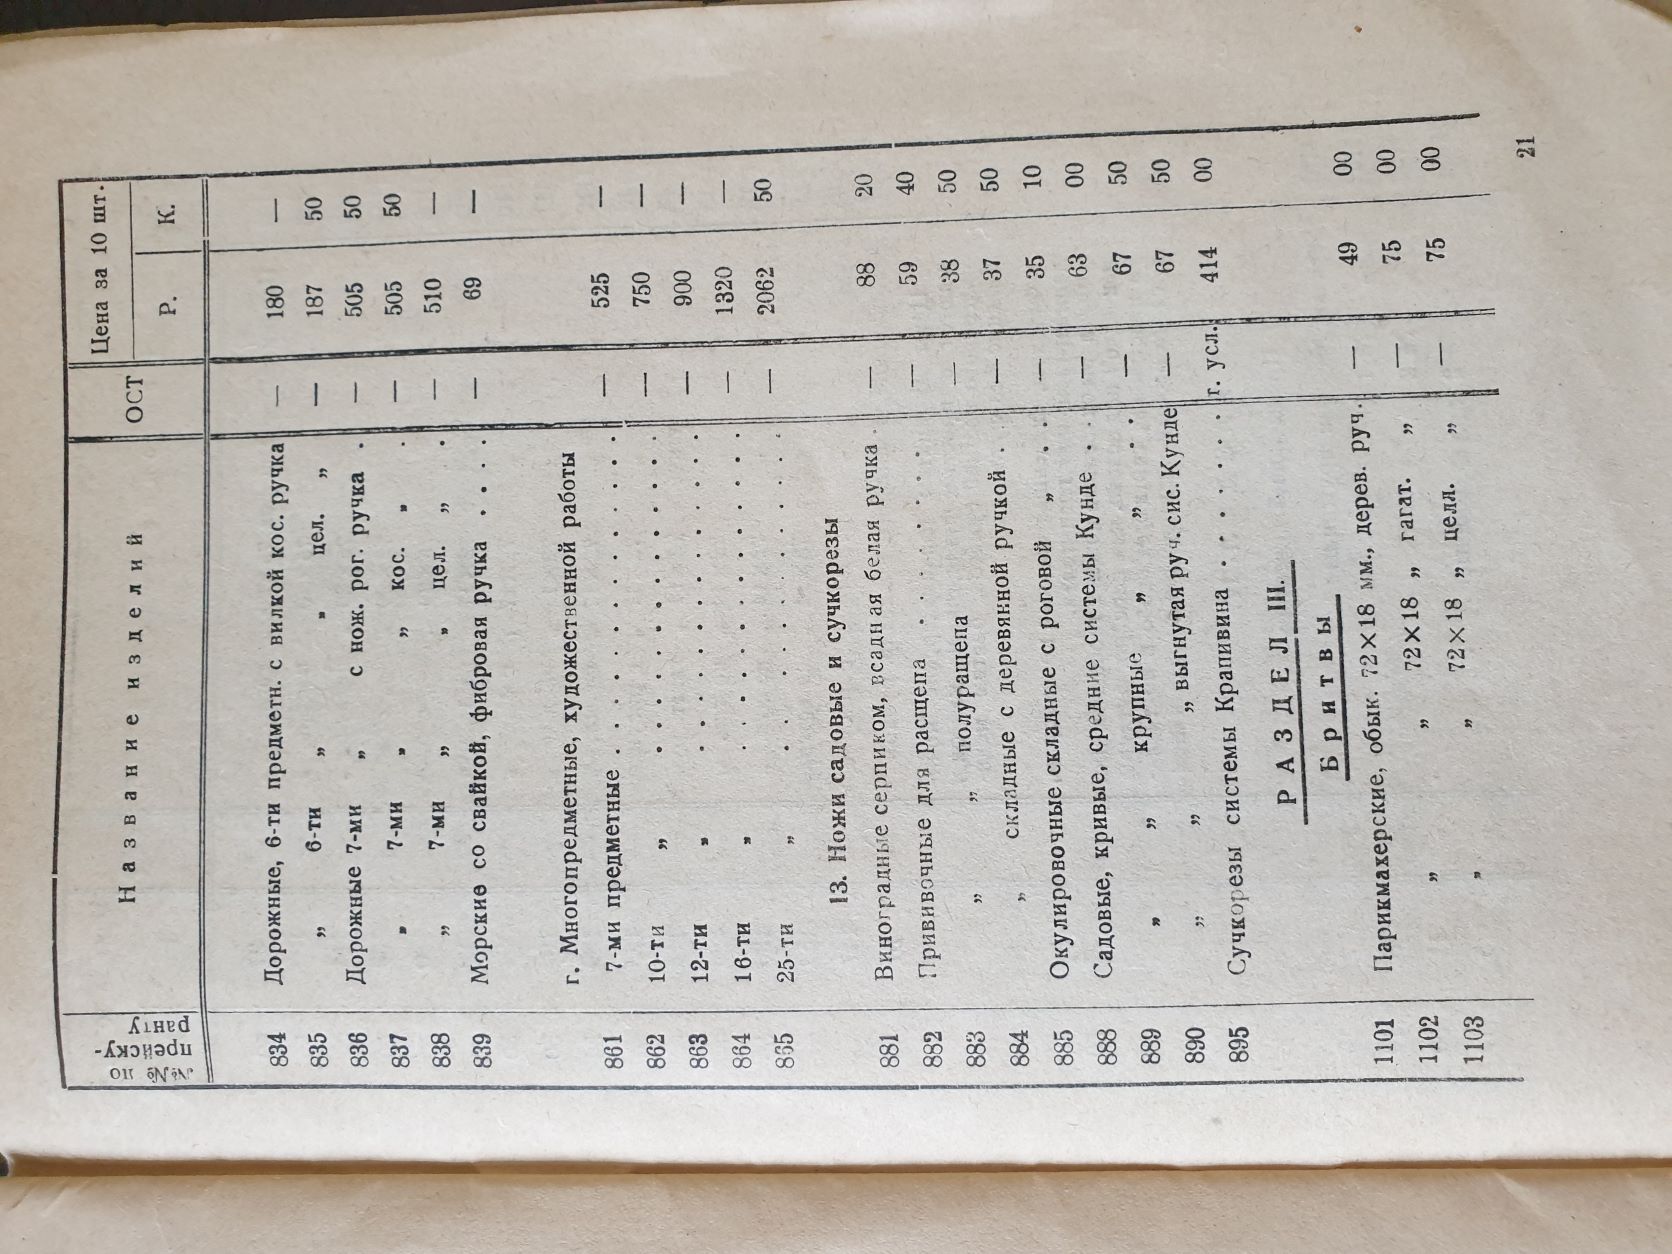 №№ по прейску-ранту Название изделий ОСТ Цена за 10 шт.
Р. К.
834 Дорожные, 6-ти предметн. с вилкой кос. ручка — 180 —
835 „ 6-ти „ „ цел. „ — 187 50
836 Дорожные 7-ми „ с нож. рог. ручка . — 505 50
837 „ 7-ми „ „ кос. „ . — 505 50
838 „ 7-ми „ „ цел. „ . — 510 —
839 Морские со свайкой, фибровая ручка . . . . — 69 —
г. Многопредметные, художественной работы
861 7-ми предметные . . . . . . . . . . . — 525 —
862 10-ти „ . . . . . . . . . . . — 750 —
863 12-ти „ . . . . . . . . . . . — 900 —
864 16-ти „ . . . . . . . . . . . — 1320 —
865 25-ти „ . . . . . . . . . . . — 2062 50
13. Ножи садовые и сучкорезы
881 Виноградные серпиком, всадная белая ручка . — 88 20
882 Прививочные для расщепа . . . . . . — 59 40
883 „ „ полуращепа — 38 50
884 „ складные с деревянной ручкой . — 37 50
885 Окулировочные складные с роговой „ . . — 35 10
888 Садовые, кривые, средние системы Кунде . . — 63 00
889 „ „ крупные „ „ . . — 67 50
890 „ „ „ выгнутая руч. сис. Кунде — 67 50
895 Сучкорезы системы Крапивина . . . . . . г. усл. 414 00
РАЗДЕЛ III.
Бритвы
1101 Парикмахерские, обык. 72×18 мм., дерев. руч. — 49 00
1102 „ „ 72×18 „ гагат. „ — 75 00
1103 „ „ 72×18 „ целл. „ — 75 00
21